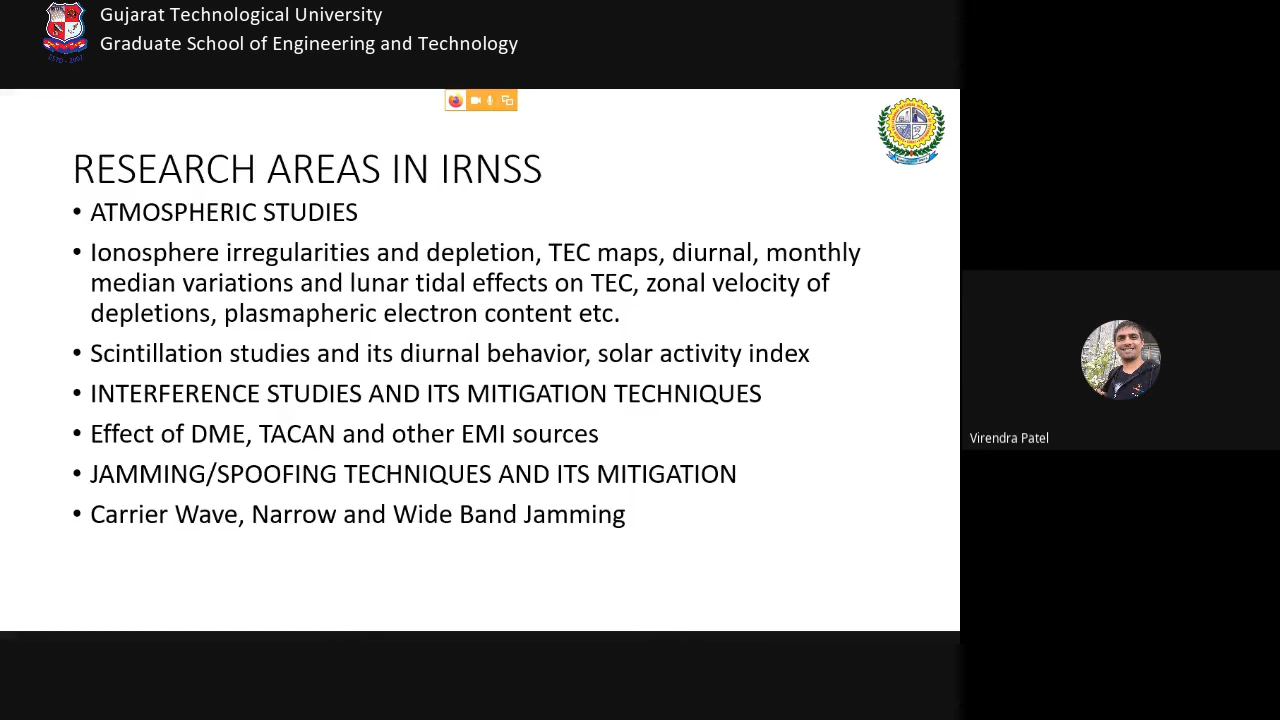 Gujarat Technological University
Graduate School of Engineering and Technology
RESEARCH AREAS IN IRNSS
• ATMOSPHERIC STUDIES
• Ionosphere irregularities and depletion, TEC maps, diurnal, monthly
median variations and lunar tidal effects on TEC, zonal velocity of
depletions, plasmapheric electron content etc.
• Scintillation studies and its diurnal behavior, solar activity index
• INTERFERENCE STUDIES AND ITS MITIGATION TECHNIQUES
• Effect of DME, TACAN and other EMI sources
• JAMMING/SPOOFING TECHNIQUES AND ITS MITIGATION
• Carrier Wave, Narrow and Wide Band Jamming
Virendra Patel